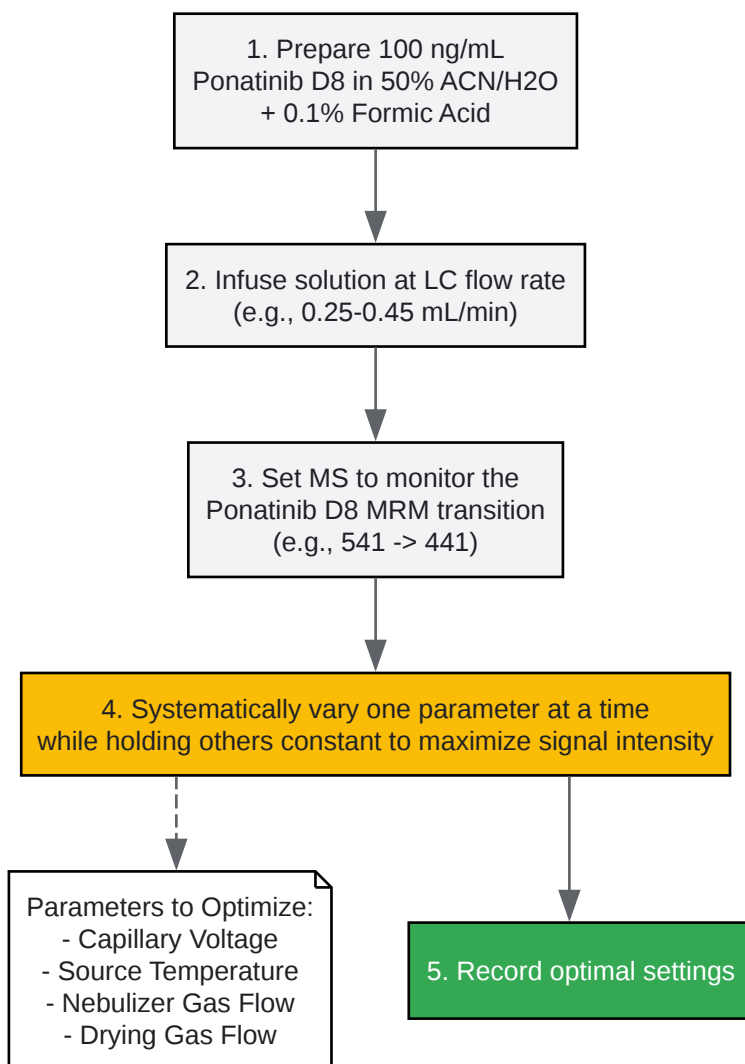 1. Prepare 100 ng/mL
Ponatinib D8 in 50% ACN/H2O
+ 0.1% Formic Acid
2. Infuse solution at LC flow rate
(e.g., 0.25-0.45 mL/min)
3. Set MS to monitor the
Ponatinib D8 MRM transition
(e.g., 541 -> 441)
4. Systematically vary one parameter at a time
while holding others constant to maximize signal intensity
Parameters to Optimize:
- Capillary Voltage
- Source Temperature
- Nebulizer Gas Flow
- Drying Gas Flow
5. Record optimal settings